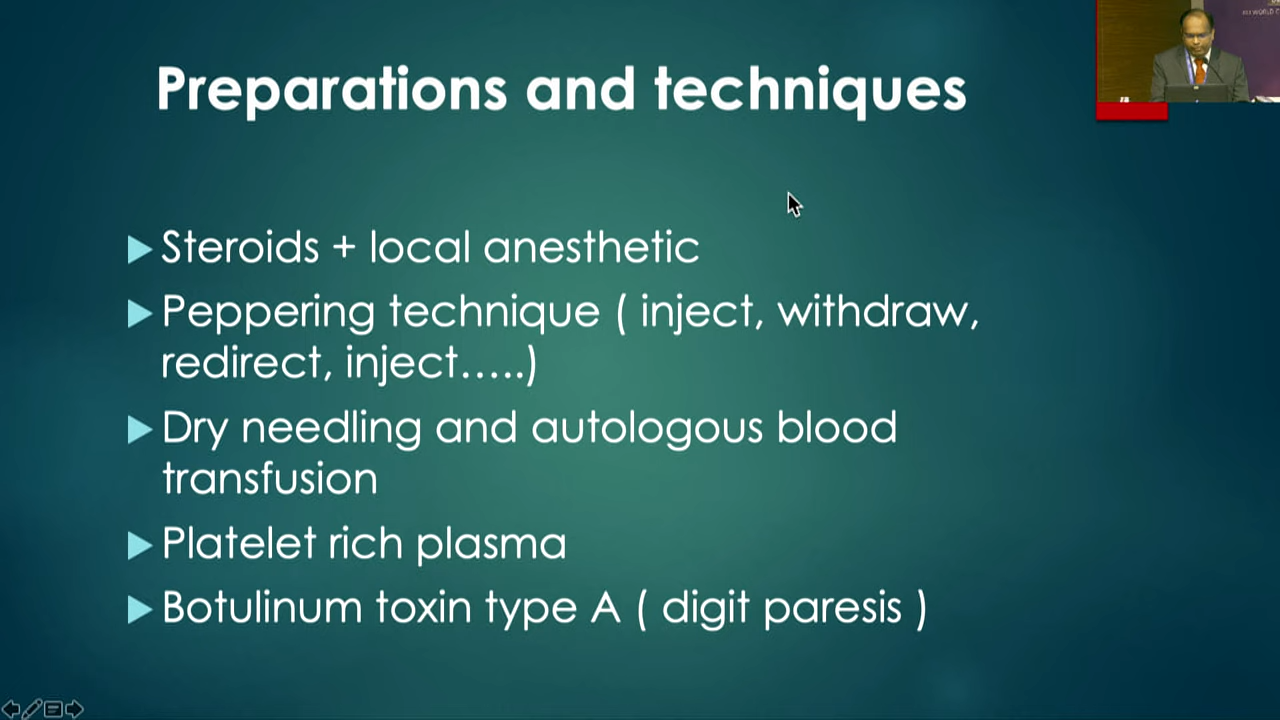 Preparations and techniques
Steroids + local anesthetic
Peppering technique ( inject, withdraw,
redirect, inject…..)
Dry needling and autologous blood
transfusion
Platelet rich plasma
Botulinum toxin type A ( digit paresis )